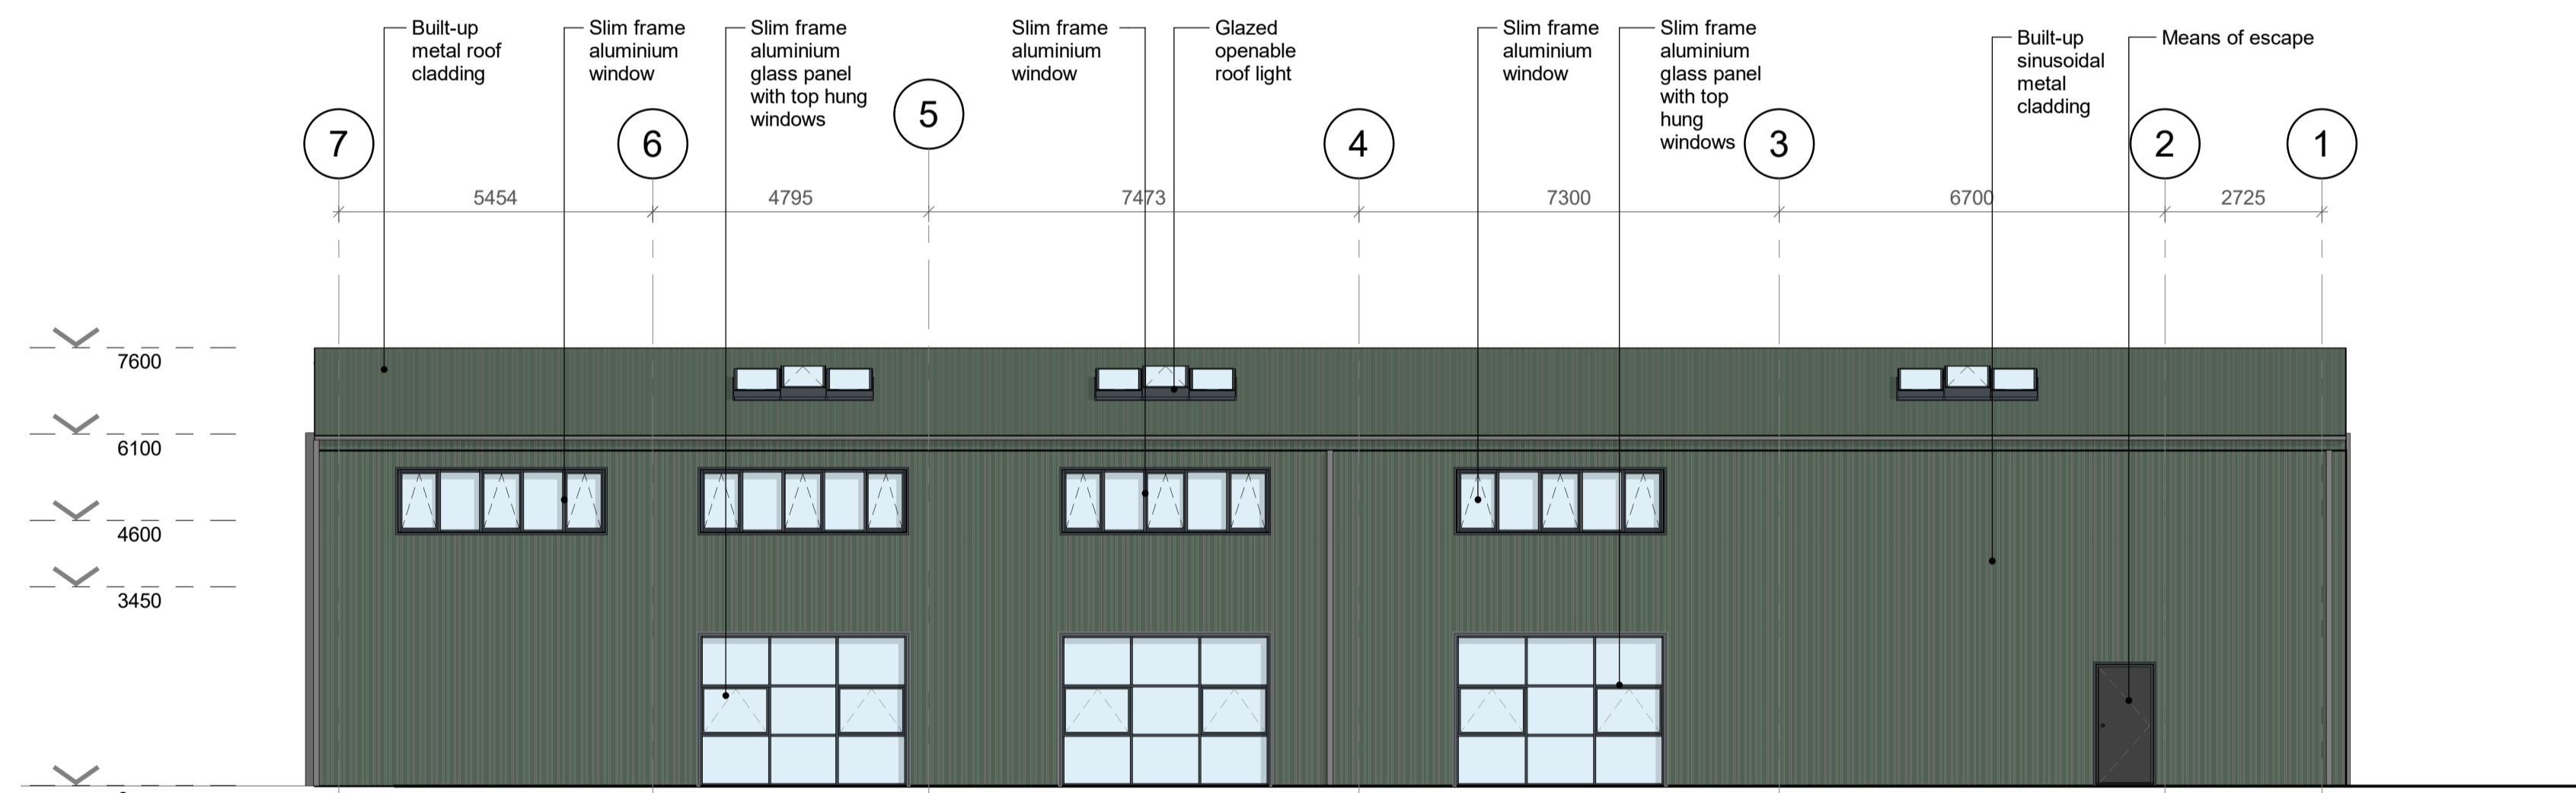 Built-up
metal roof
cladding
Slim frame
aluminium
window
Slim frame
aluminium
glass panel
with top hung
windows
Slim frame
aluminium
window
Glazed
openable
roof light
Slim frame
aluminium
window
Slim frame
aluminium
glass panel
with top
hung
windows
Built-up
sinusoidal
metal
cladding
Means of escape
7
6
5
4
3
2
1
5454
4795
7473
7300
6700
2725
7600
6100
4600
3450